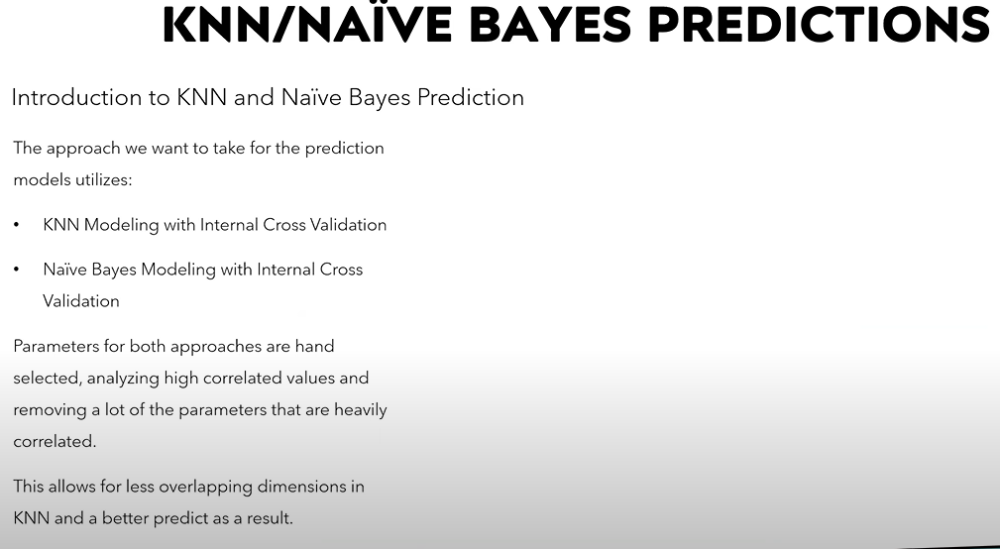 KNN/NAÏVE BAYES PREDICTIONS
Introduction to KNN and Naïve Bayes Prediction
The approach we want to take for the prediction
models utilizes:
• KNN Modeling with Internal Cross Validation
• Naïve Bayes Modeling with Internal Cross
Validation
Parameters for both approaches are hand
selected, analyzing high correlated values and
removing a lot of the parameters that are heavily
correlated.
This allows for less overlapping dimensions in
KNN and a better predict as a result.